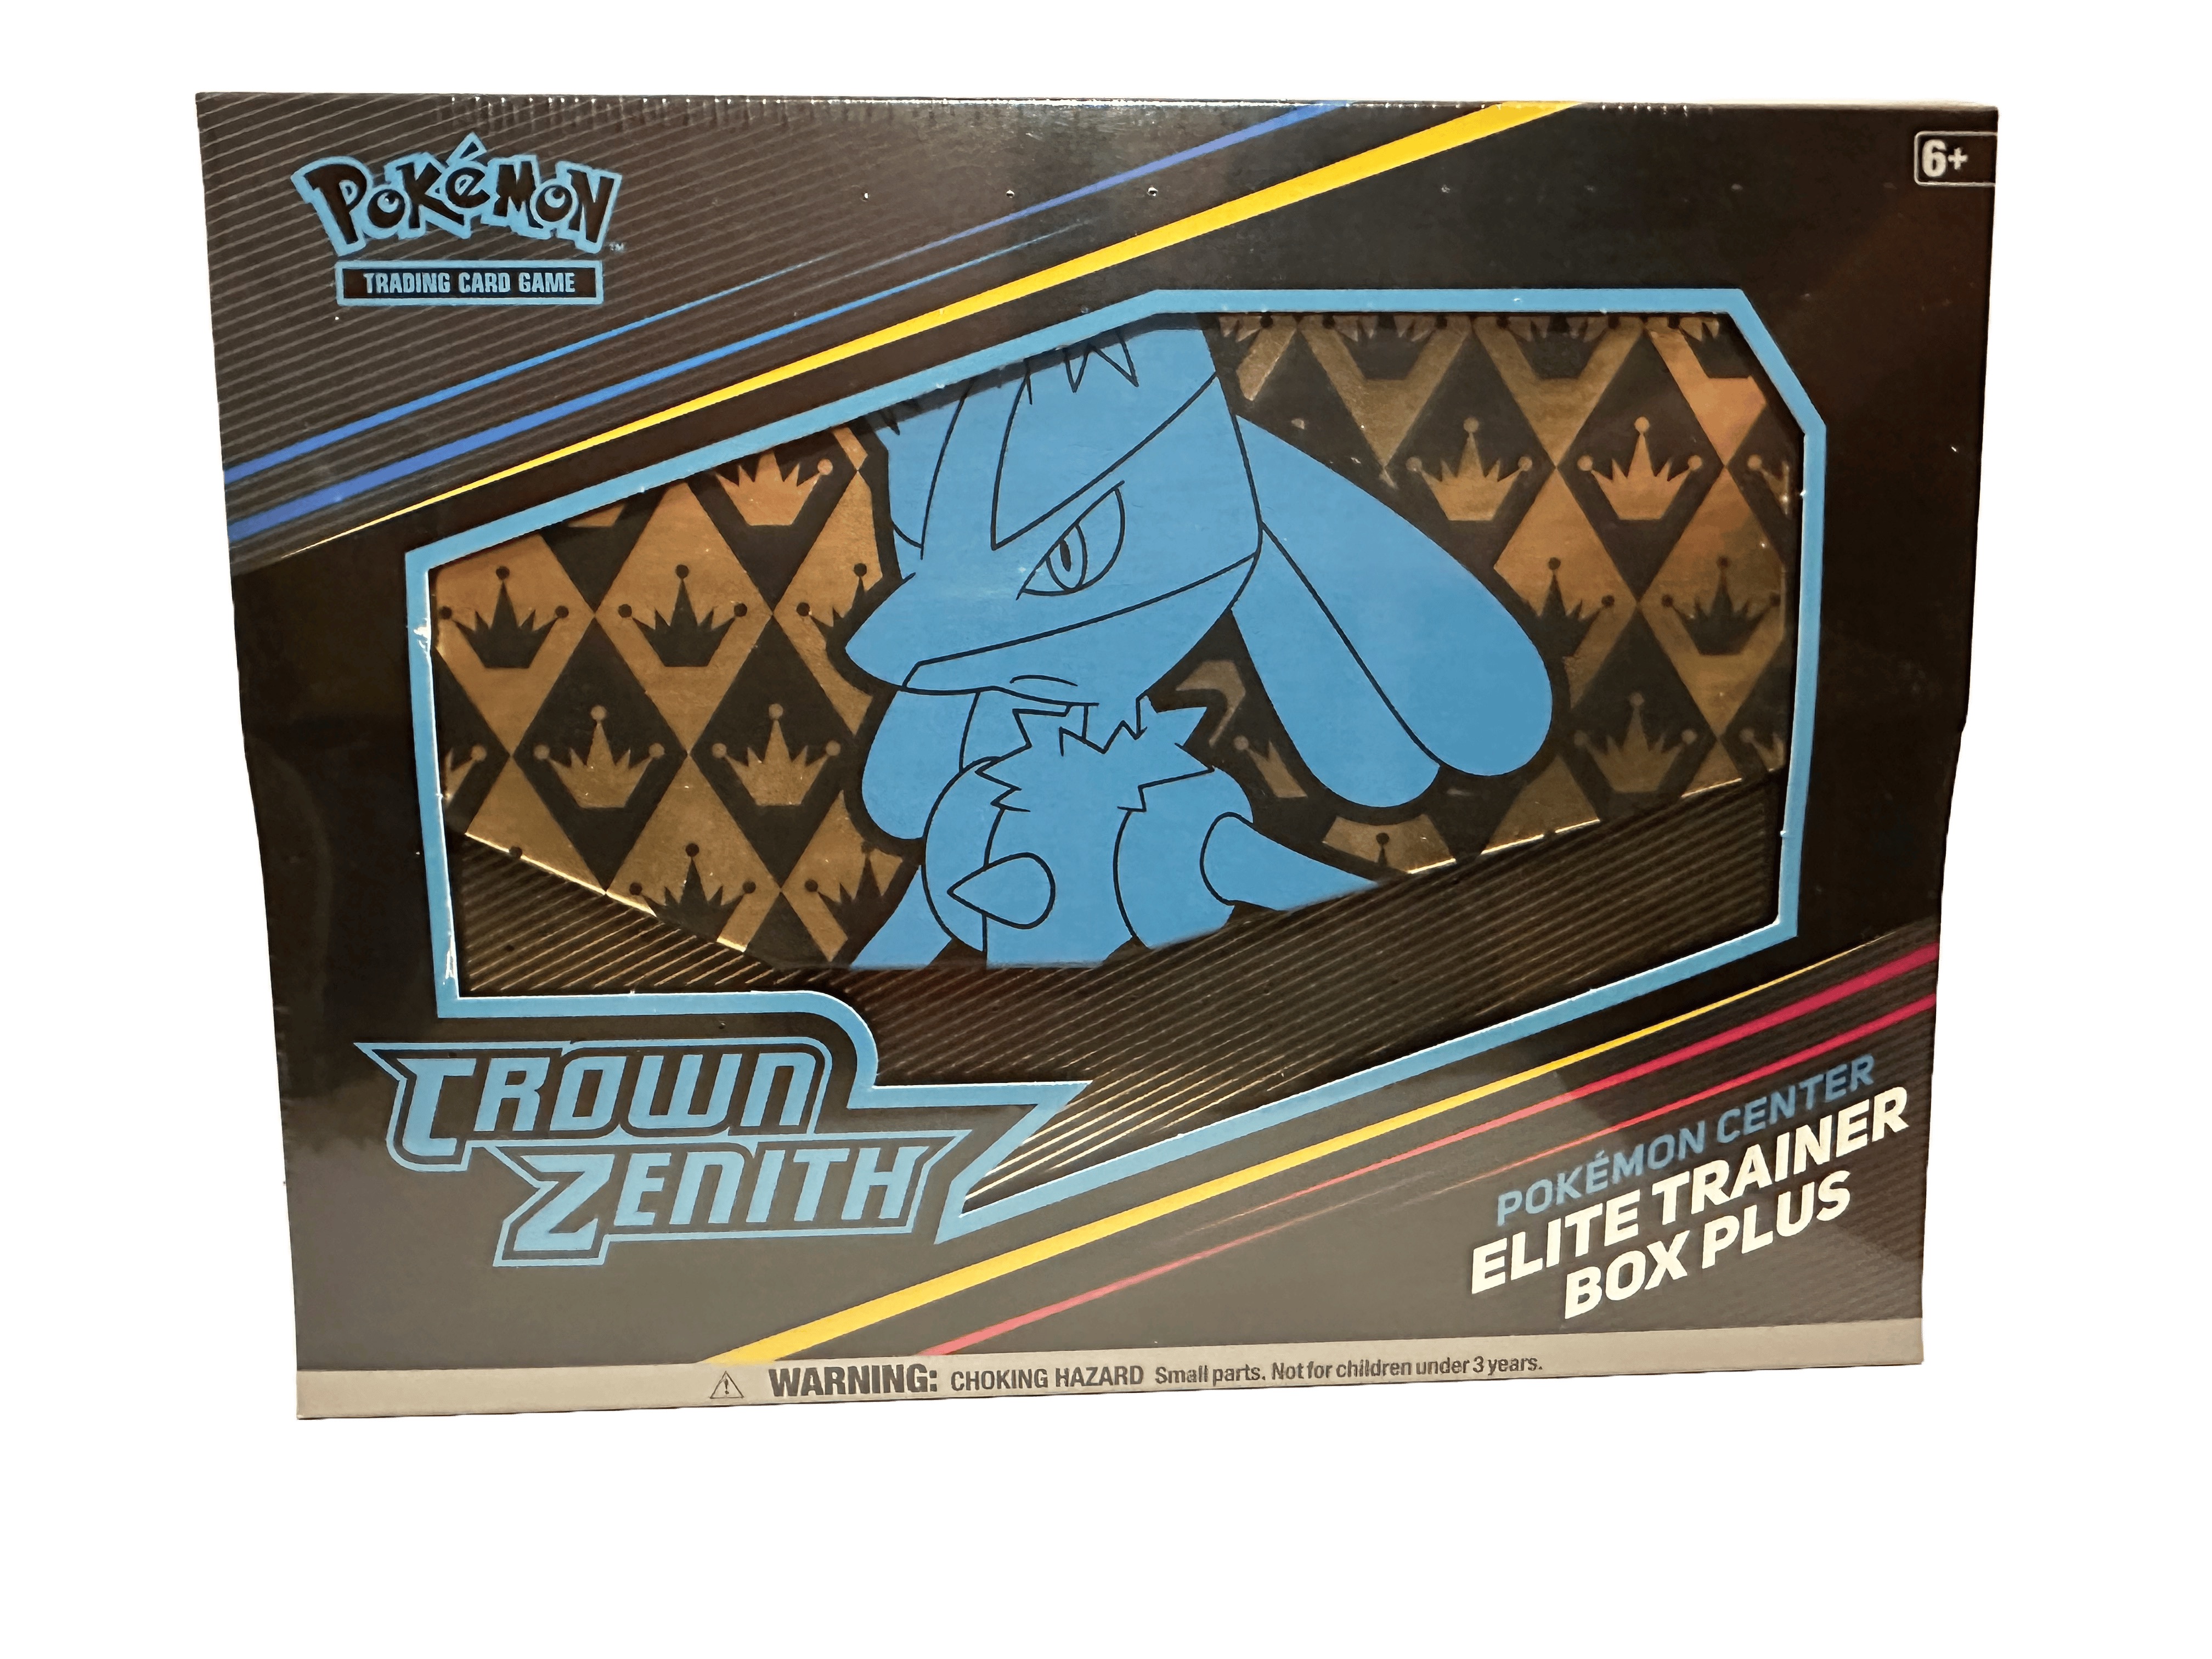 POKéMON
TM
TRADING CARD GAME
6+
CROWN
ZENITH
POKÉMON CENTER
ELITE TRAINER
BOX PLUS
WARNING: CHOKING HAZARD Small parts. Not for children under 3 years.